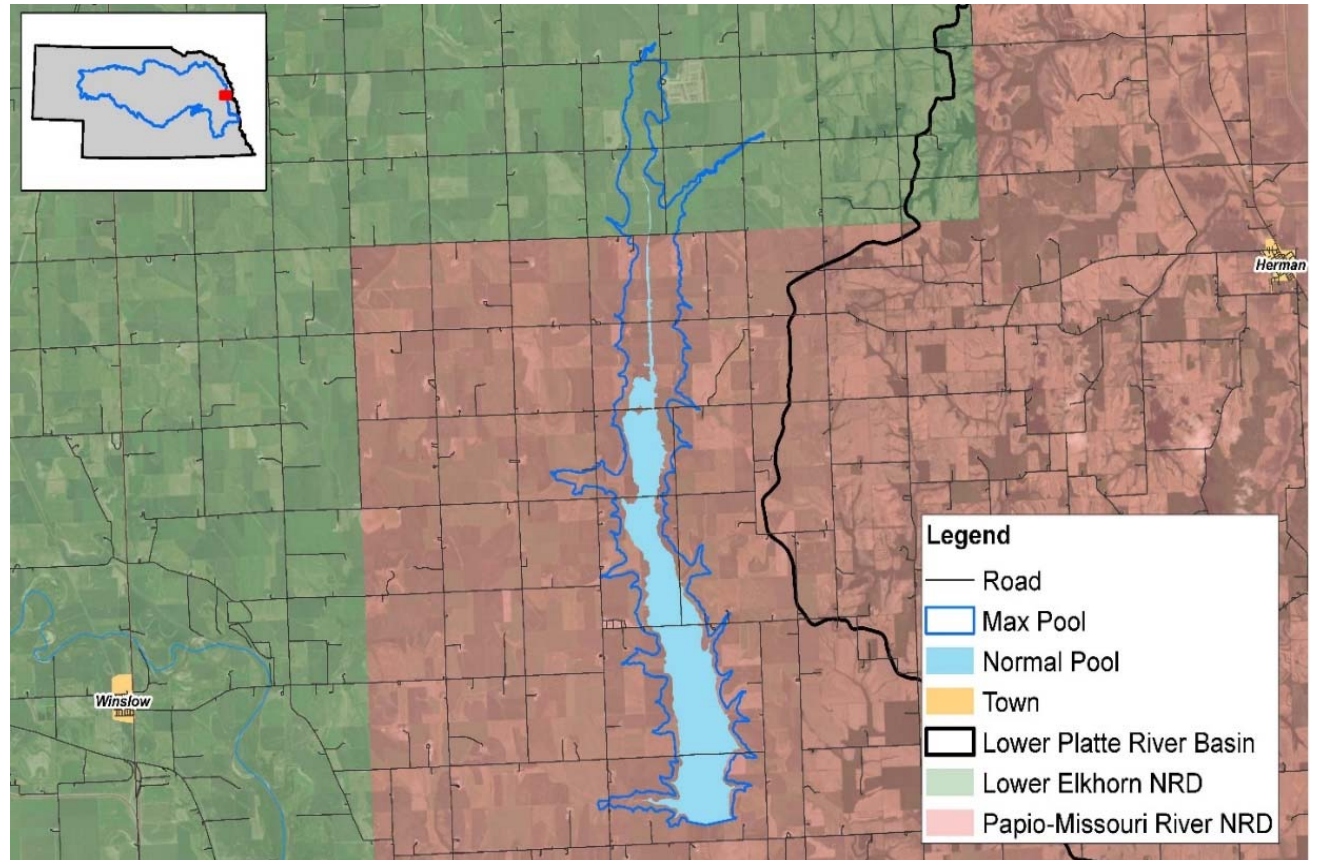 Herman
Winslow
Legend
Road
Max Pool
Normal Pool
Town
Lower Platte River Basin
Lower Elkhorn NRD
Papio-Missouri River NRD